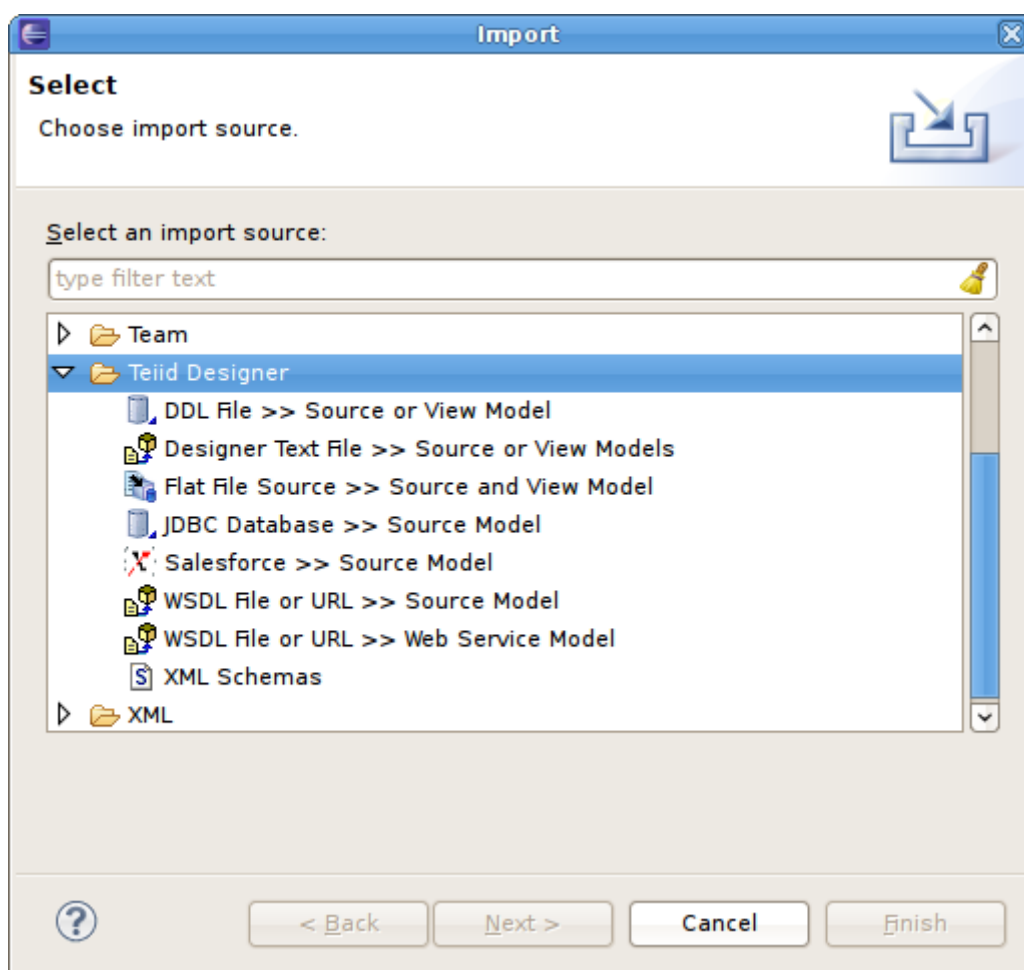 Import
Select
Choose import source.
Select an import source:
type filter text
Team
Teiid Designer
DDL File >> Source or View Model
Designer Text File >> Source or View Models
Flat File Source >> Source and View Model
JDBC Database >> Source Model
Salesforce >> Source Model
WSDL File or URL >> Source Model
WSDL File or URL >> Web Service Model
XML Schemas
XML
< Back Next > Cancel Finish